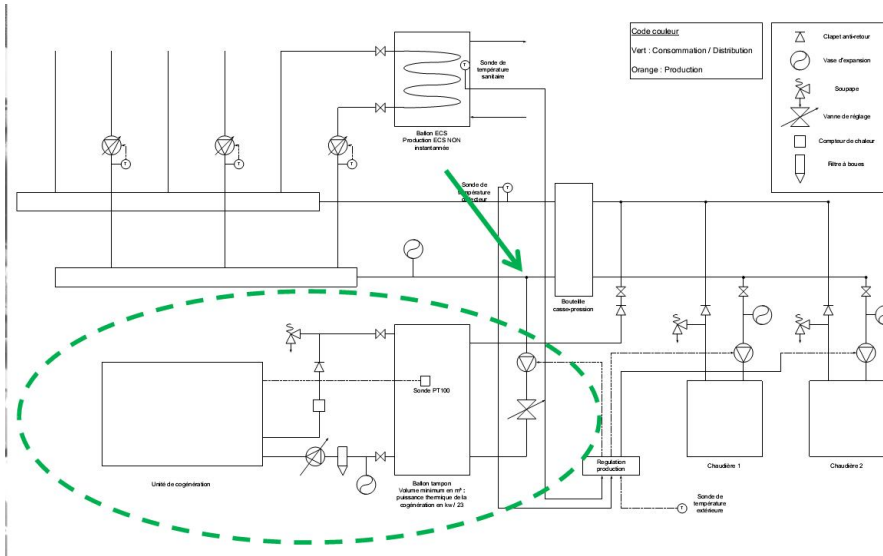 Code couleur
Vert : Consommation / Distribution
Orange : Production
Clapet anti-retour
Vase d'expansion
Soupape
Vanne de réglage
Compteur de chaleur
Filtre à boues
Sonde de
température
sanitaire
T
Ballon ECS
Production ECS NON
instantannée
T
T
T
Sonde de
température
T
Bouteille
casse-pression
Sonde PT100
Unité de cogénération
Ballon tampon
Volume minimum en m³ :
puissance thermique de la
cogénération en kw / 23
Regulation
production
Chaudière 1
Chaudière 2
Sonde de
température
extérieure
T